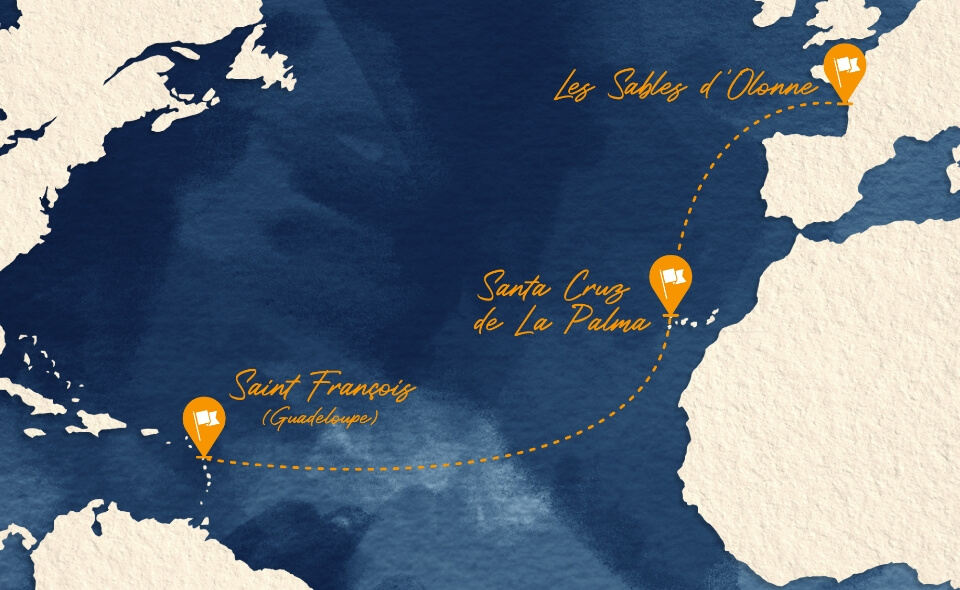 Les Sables d'Olonne
Santa Cruz
de La Palma
Saint François
(Guadeloupe)